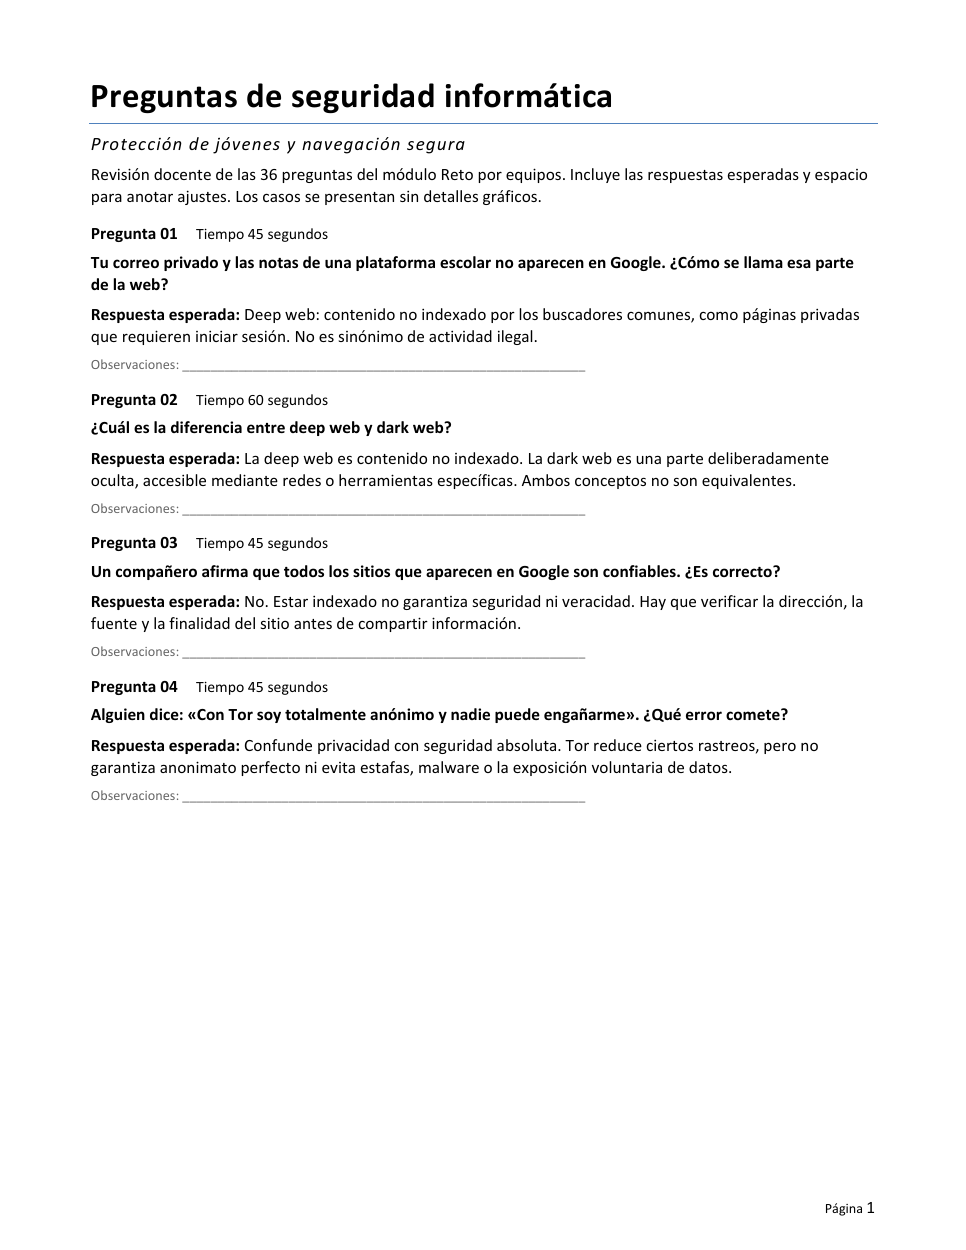 Preguntas de seguridad informática
Protección de jóvenes y navegación segura
Revisión docente de las 36 preguntas del módulo Reto por equipos. Incluye las respuestas esperadas y espacio
para anotar ajustes. Los casos se presentan sin detalles gráficos.
Pregunta 01 Tiempo 45 segundos
Tu correo privado y las notas de una plataforma escolar no aparecen en Google. ¿Cómo se llama esa parte
de la web?
Respuesta esperada: Deep web: contenido no indexado por los buscadores comunes, como páginas privadas
que requieren iniciar sesión. No es sinónimo de actividad ilegal.
Observaciones: ______________________________________________________
Pregunta 02 Tiempo 60 segundos
¿Cuál es la diferencia entre deep web y dark web?
Respuesta esperada: La deep web es contenido no indexado. La dark web es una parte deliberadamente
oculta, accesible mediante redes o herramientas específicas. Ambos conceptos no son equivalentes.
Observaciones: ______________________________________________________
Pregunta 03 Tiempo 45 segundos
Un compañero afirma que todos los sitios que aparecen en Google son confiables. ¿Es correcto?
Respuesta esperada: No. Estar indexado no garantiza seguridad ni veracidad. Hay que verificar la dirección, la
fuente y la finalidad del sitio antes de compartir información.
Observaciones: ______________________________________________________
Pregunta 04 Tiempo 45 segundos
Alguien dice: «Con Tor soy totalmente anónimo y nadie puede engañarme». ¿Qué error comete?
Respuesta esperada: Confunde privacidad con seguridad absoluta. Tor reduce ciertos rastreos, pero no
garantiza anonimato perfecto ni evita estafas, malware o la exposición voluntaria de datos.
Observaciones: ______________________________________________________
Página 1